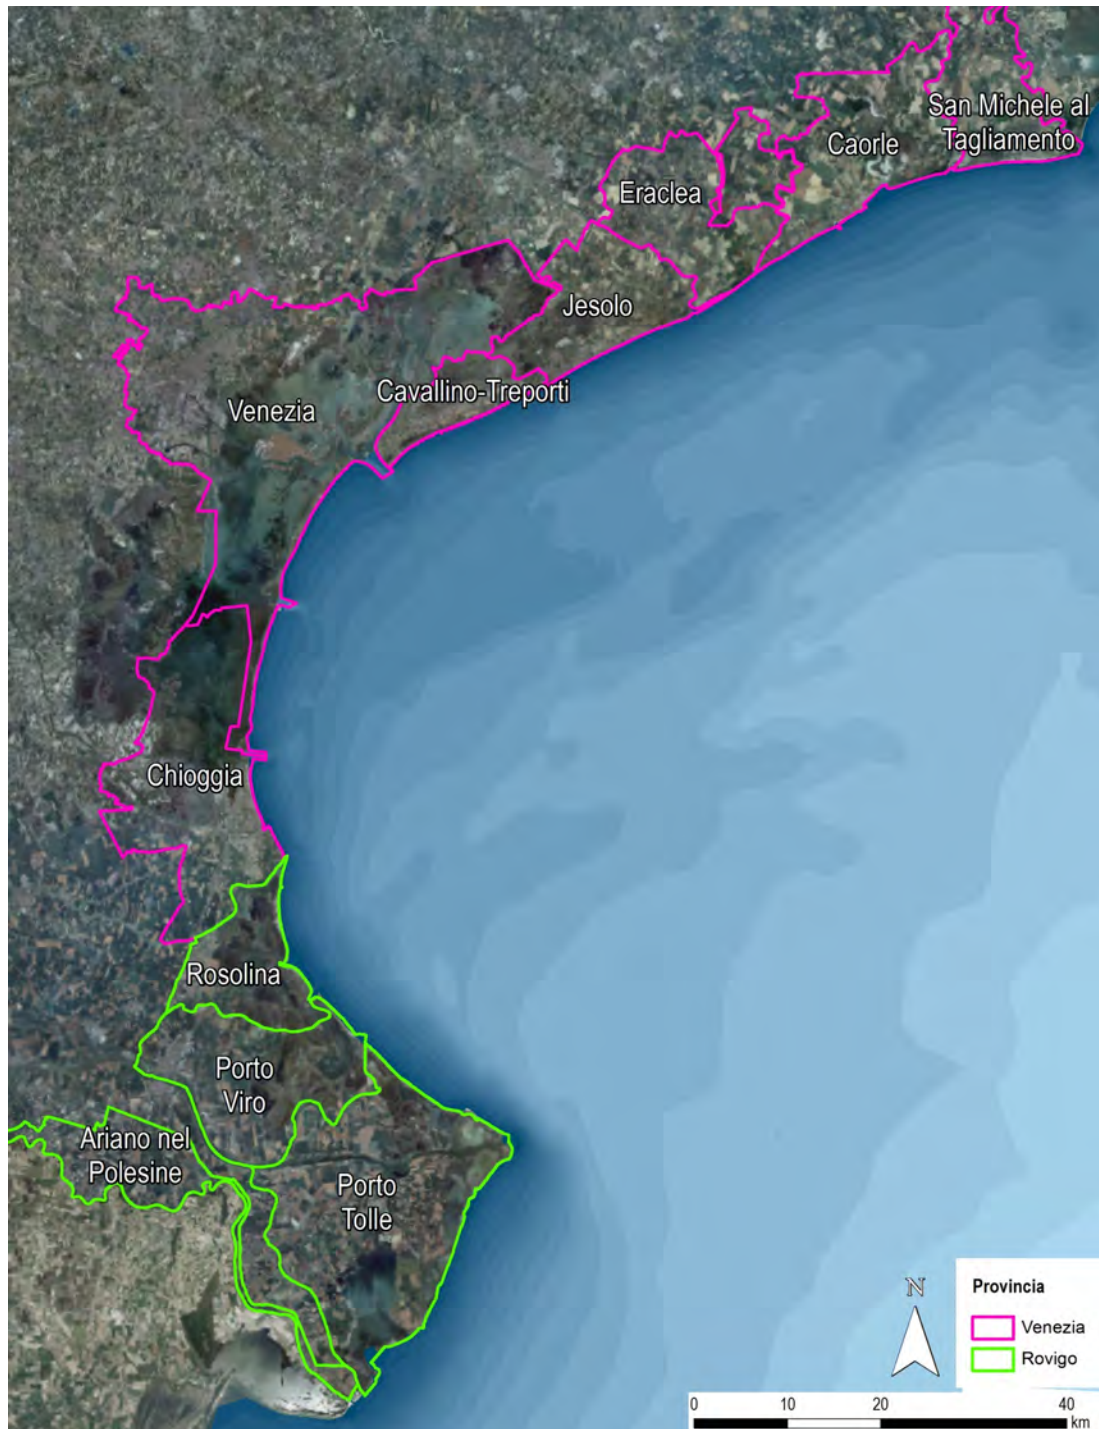 San Michele al
Tagliamento
Caorle
Eraclea
Jesolo
Cavallino-Treporti
Venezia
Chioggia
Rosolina
Porto
Viro
Ariano nel
Polesine
Porto
Tolle
N
Provincia
Venezia
Rovigo
0 10 20 40
km